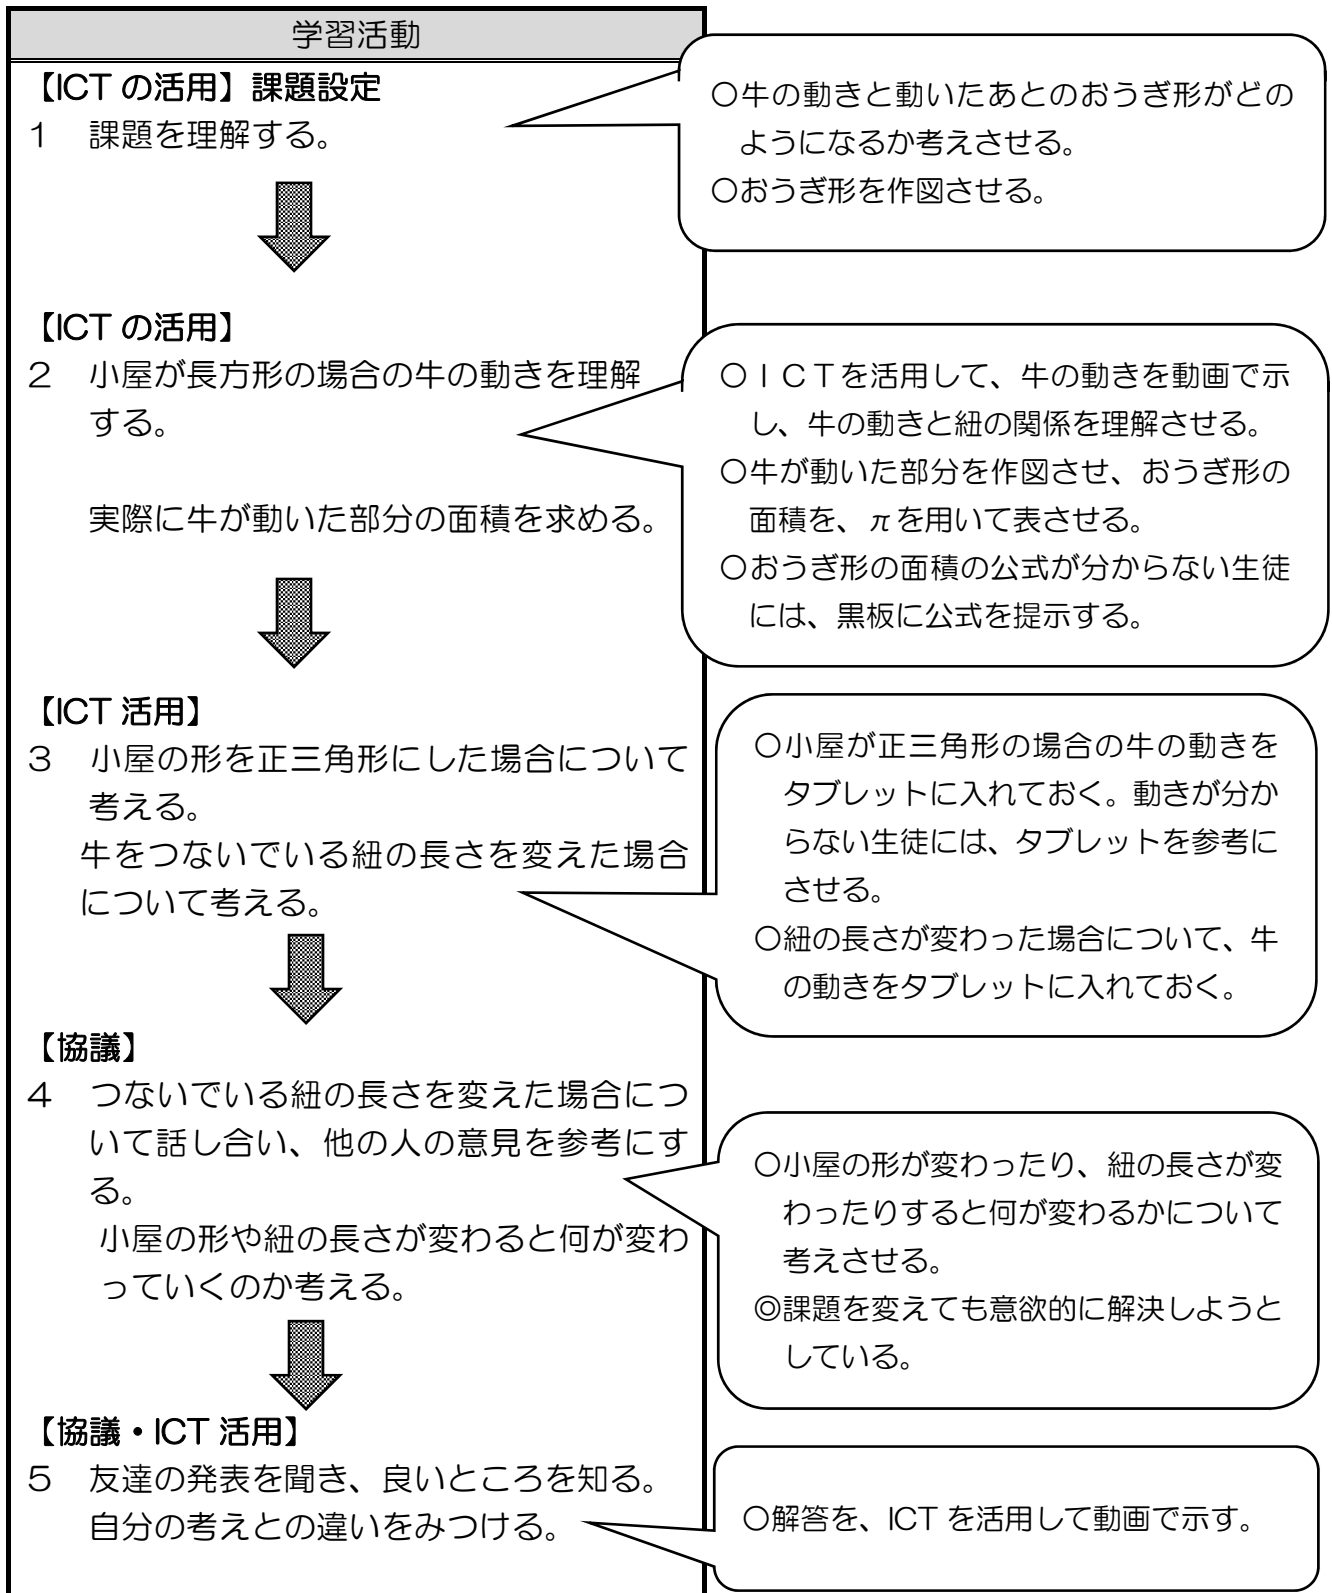 学習活動
【ICT の活用】課題設定
1 課題を理解する。
○牛の動きと動いたあとのおうぎ形がどの
ようになるか考えさせる。
○おうぎ形を作図させる。
【ICT の活用】
2 小屋が長方形の場合の牛の動きを理解
する。
実際に牛が動いた部分の面積を求める。
○ＩＣＴを活用して、牛の動きを動画で示
し、牛の動きと紐の関係を理解させる。
○牛が動いた部分を作図させ、おうぎ形の
面積を、πを用いて表させる。
○おうぎ形の面積の公式が分からない生徒
には、黒板に公式を提示する。
【ICT 活用】
3 小屋の形を正三角形にした場合について
考える。
牛をつないでいる紐の長さを変えた場合
について考える。
○小屋が正三角形の場合の牛の動きを
タブレットに入れておく。動きが分か
らない生徒には、タブレットを参考に
させる。
○紐の長さが変わった場合について、牛
の動きをタブレットに入れておく。
【協議】
4 つないでいる紐の長さを変えた場合につ
いて話し合い、他の人の意見を参考にす
る。
小屋の形や紐の長さが変わると何が変わ
っていくのか考える。
○小屋の形が変わったり、紐の長さが変
わったりすると何が変わるかについて
考えさせる。
◎課題を変えても意欲的に解決しようと
している。
【協議・ICT 活用】
5 友達の発表を聞き、良いところを知る。
自分の考えとの違いをみつける。
○解答を、ICT を活用して動画で示す。